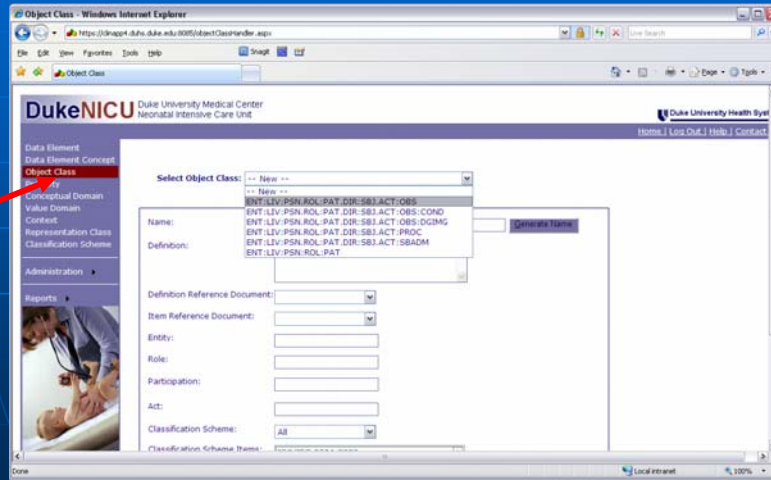 Object Class - Windows Internet Explorer
https://dnapp4.duhs.duke.edu:8085/objectClassHandler.aspx
Live Search
File Edit View Favorites Tools Help
SnagIt
Object Class
Page Tools
DukeNICU Duke University Medical Center
Neonatal Intensive Care Unit
Duke University Health Syst
Home | Log Out | Help | Contact
Data Element
Data Element Concept
Object Class
Conceptual Domain
Value Domain
Context
Representation Class
Classification Scheme
Administration
Reports
Select Object Class: -- New --
-- New --
ENT:LIV:PSN.ROL:PAT.DIR:SBJ.ACT:OBS
ENT:LIV:PSN.ROL:PAT.DIR:SBJ.ACT:OBS:COND
ENT:LIV:PSN.ROL:PAT.DIR:SBJ.ACT:OBS:DGIMG
ENT:LIV:PSN.ROL:PAT.DIR:SBJ.ACT:PROC
ENT:LIV:PSN.ROL:PAT.DIR:SBJ.ACT:SBADM
ENT:LIV:PSN:ROL:PAT
Name:
Generate Name
Definition:
Definition Reference Document:
Item Reference Document:
Entity:
Role:
Participation:
Act:
Classification Scheme: All
Classification Scheme Items:
Done
Local intranet
100%